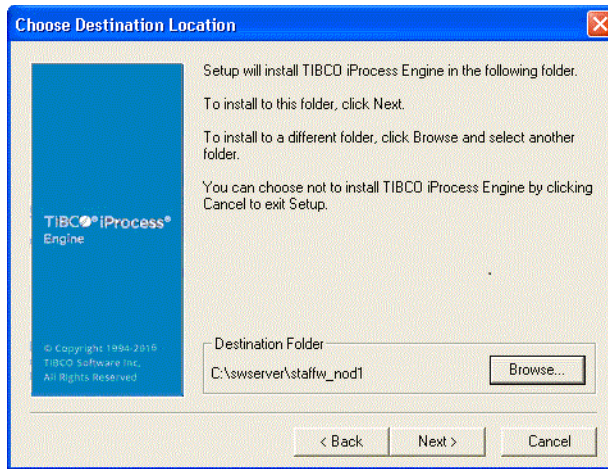 Choose Destination Location
Setup will install TIBCO iProcess Engine in the following folder.
To install to this folder, click Next.
To install to a different folder, click Browse and select another
folder.
You can choose not to install TIBCO iProcess Engine by clicking
Cancel to exit Setup.
TIBCO® iProcess®
Engine
© Copyright 1994-2016
TIBCO Software Inc.
All Rights Reserved
Destination Folder
C:\swserver\staffw_nod1
Browse...
< Back
Next >
Cancel